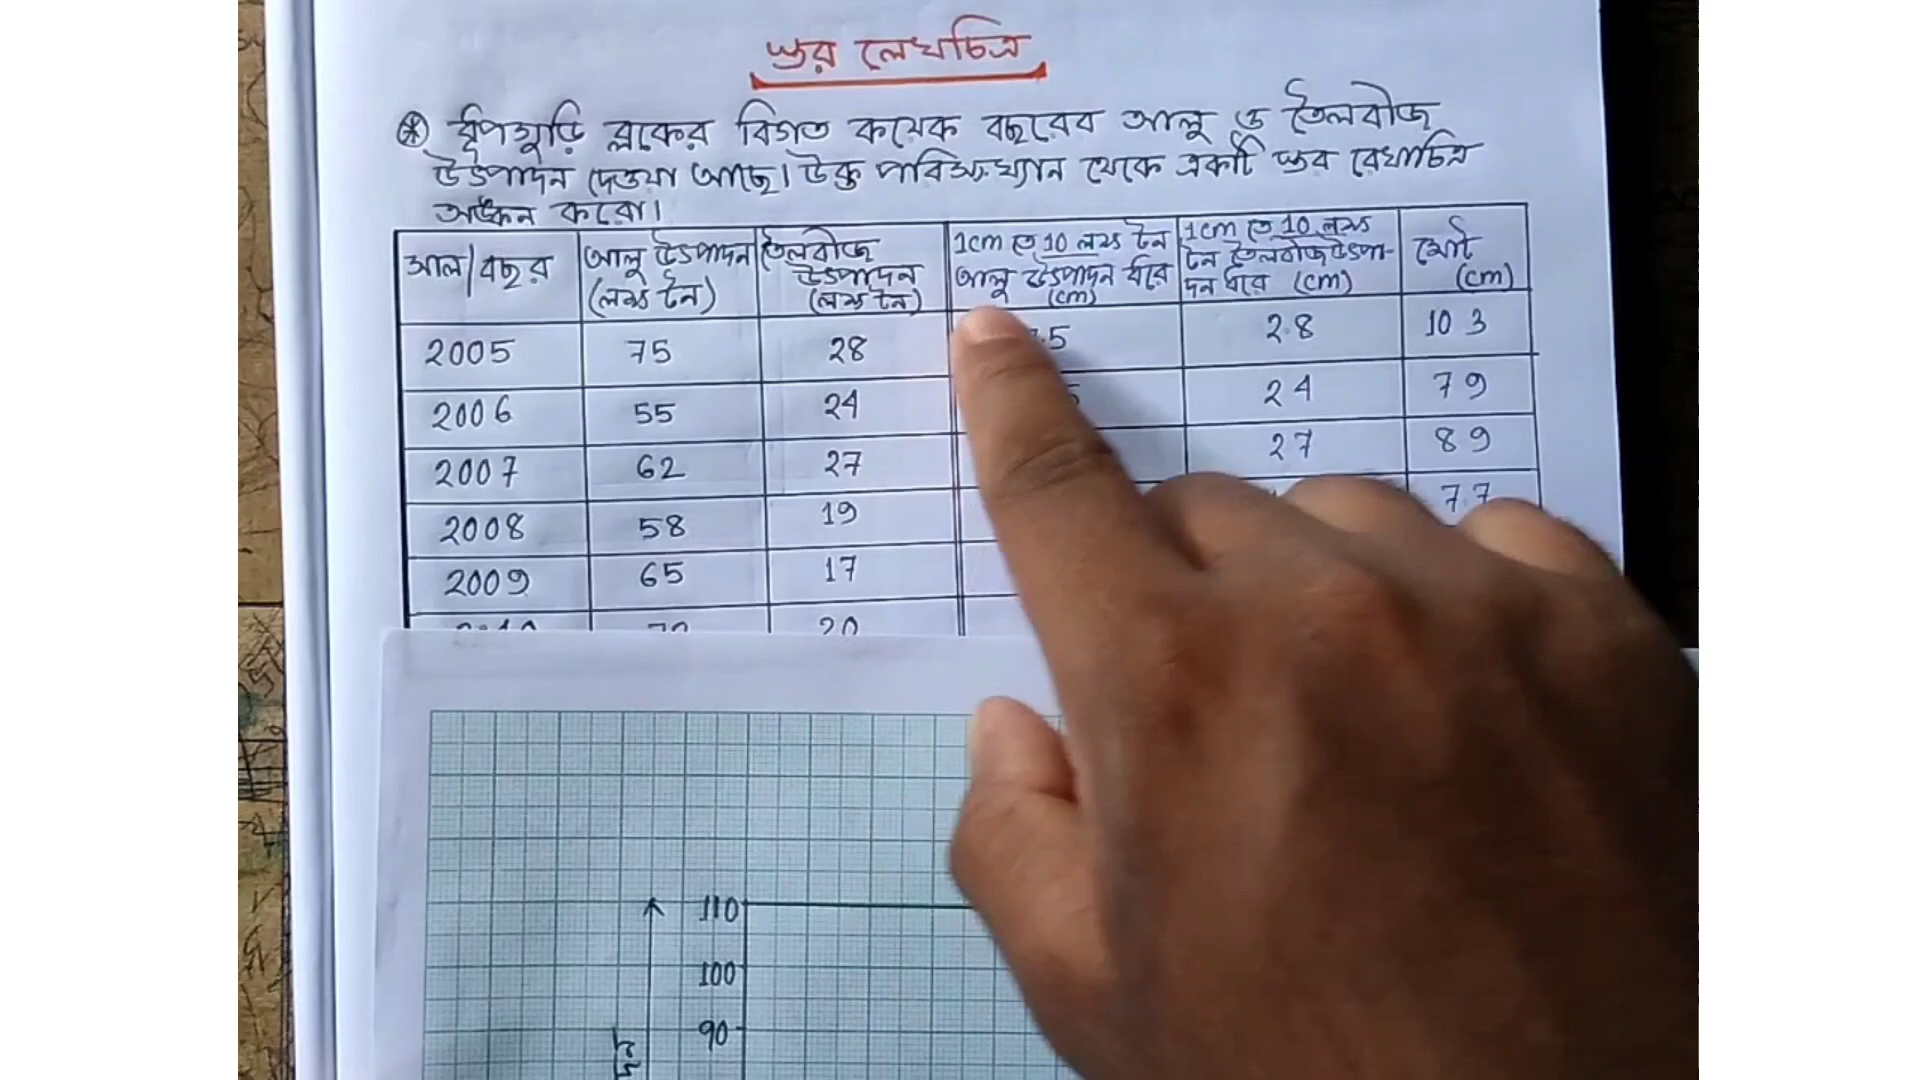 স্তর লেখচিত্র
* ধূপগুড়ি ব্লকের বিগত কয়েক বছরের আলু ও তৈলবীজ
উৎপাদন দেওয়া আছে। উক্ত পরিসংখ্যান থেকে একটি স্তর রেখাচিত্র
অঙ্কন করো।
সাল/বছর আলু উৎপাদন (লক্ষ টন) তৈলবীজ উৎপাদন (লক্ষ টন) 1cm তে 10 লক্ষ টন আলু উৎপাদন ধরে (cm) 1cm তে 10 লক্ষ টন তৈলবীজ উৎপাদন ধরে (cm) মোট (cm)
2005 75 28 .5 2.8 10 3
2006 55 24 5 2 4 7 9
2007 62 27 2 7 8 9
2008 58 19 7.7
2009 65 17
20
110
100
90